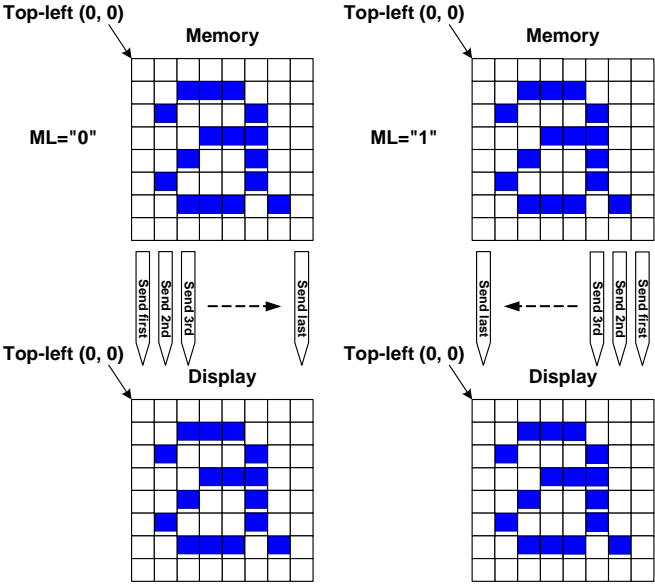 Top-left (0, 0)
Memory
ML="0"
Send first
Send 2nd
Send 3rd
Send last
Top-left (0, 0)
Display
Top-left (0, 0)
Memory
ML="1"
Send last
Send 3rd
Send 2nd
Send first
Top-left (0, 0)
Display